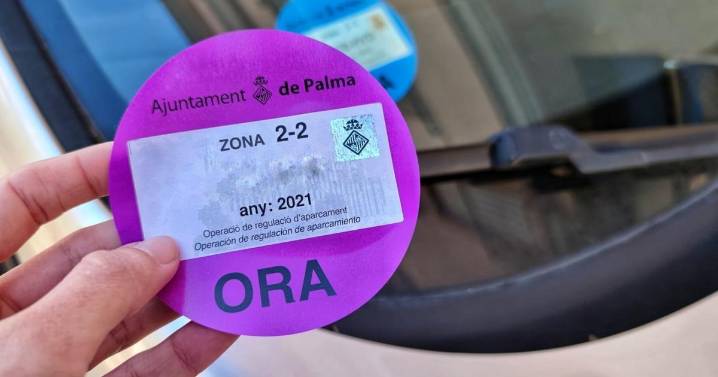 Ajuntament de Palma
ZONA 2-2
any: 2021
Operació de regulació d'aparcament
Operación de regulación de aparcamiento
ORA